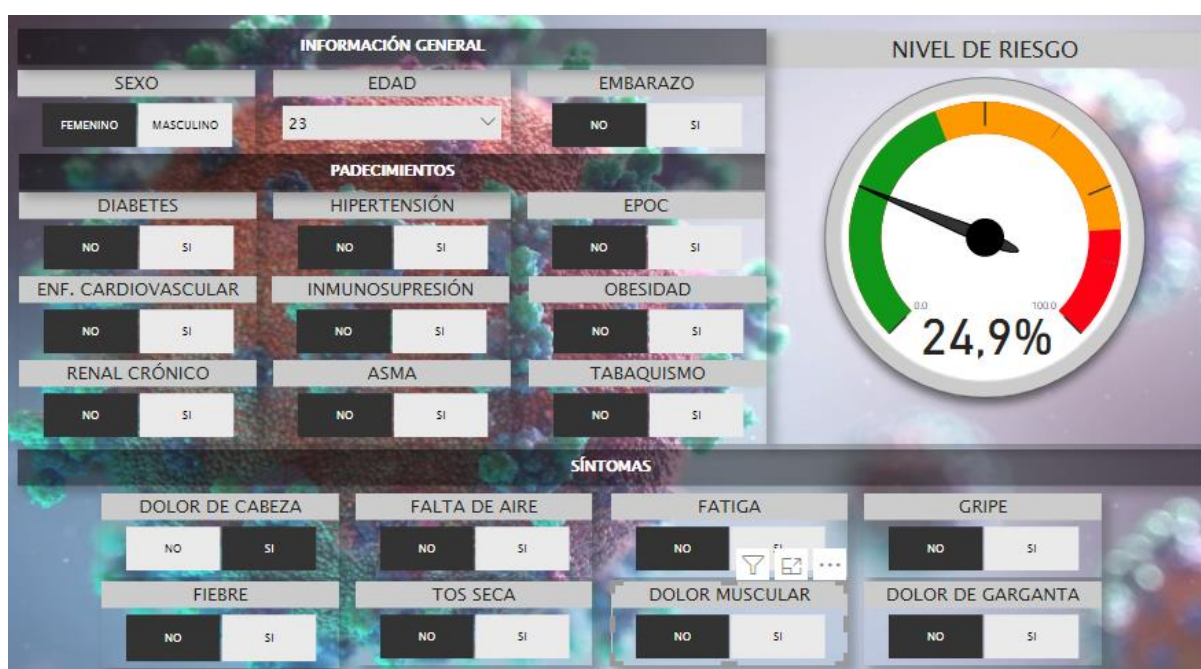 INFORMACIÓN GENERAL
NIVEL DE RIESGO
SEXO EDAD EMBARAZO
FEMENINO MASCULINO 23 NO SI
PADECIMIENTOS
DIABETES HIPERTENSIÓN EPOC
NO SI NO SI NO SI
ENF. CARDIOVASCULAR INMUNOSUPRESIÓN OBESIDAD
NO SI NO SI NO SI
0.0 100.0
24,9%
RENAL CRÓNICO ASMA TABAQUISMO
NO SI NO SI NO SI
SÍNTOMAS
DOLOR DE CABEZA FALTA DE AIRE FATIGA GRIPE
NO SI NO SI NO SI NO SI
FIEBRE TOS SECA DOLOR MUSCULAR DOLOR DE GARGANTA
NO SI NO SI NO SI NO SI